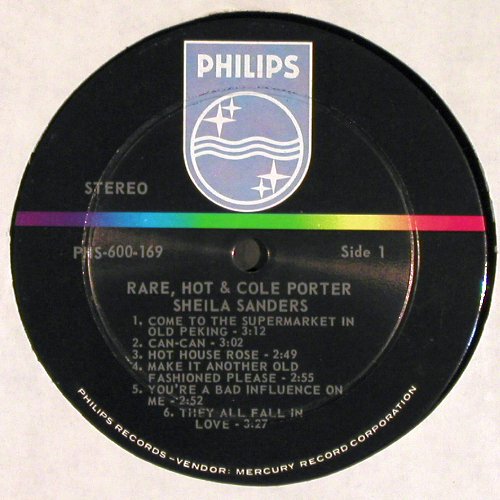 PHILIPS
STEREO
PHS-600-169
Side 1
RARE, HOT & COLE PORTER
SHEILA SANDERS
1. COME TO THE SUPERMARKET IN
OLD PEKING - 3:12
2. CAN-CAN - 3:02
3. HOT HOUSE ROSE - 2:49
4. MAKE IT ANOTHER OLD
FASHIONED PLEASE - 2:55
5. YOU'RE A BAD INFLUENCE ON
ME - 2:52
6. THEY ALL FALL IN
LOVE - 3:27
PHILIPS RECORDS - VENDOR: MERCURY RECORD CORPORATION